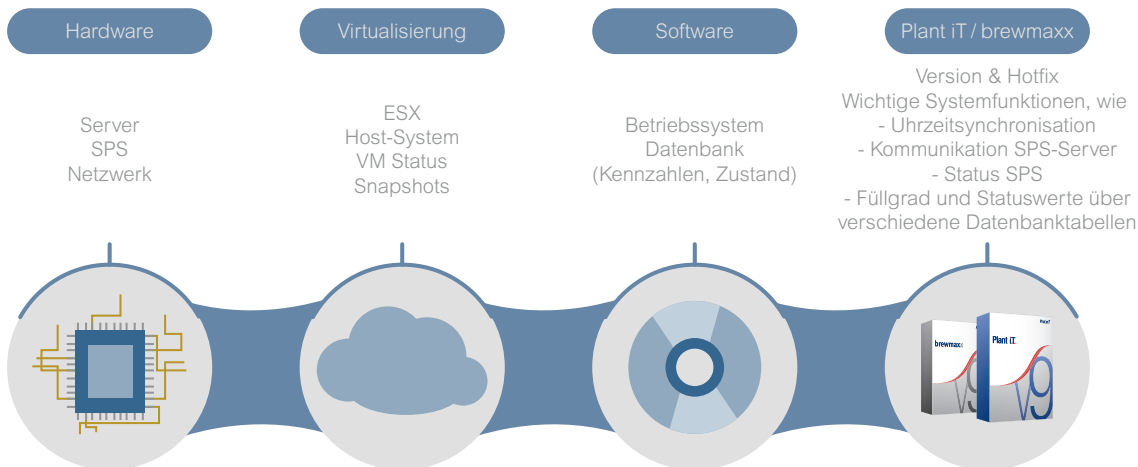 Hardware
Server
SPS
Netzwerk
Virtualisierung
ESX
Host-System
VM Status
Snapshots
Software
Betriebssystem
Datenbank
(Kennzahlen, Zustand)
Plant iT / brewmaxx
Version & Hotfix
Wichtige Systemfunktionen, wie
- Uhrzeitsynchronisation
- Kommunikation SPS-Server
- Status SPS
- Füllgrad und Statuswerte über
verschiedene Datenbanktabellen
brewmaxx
v9
Plant iT
Plant iT
v9